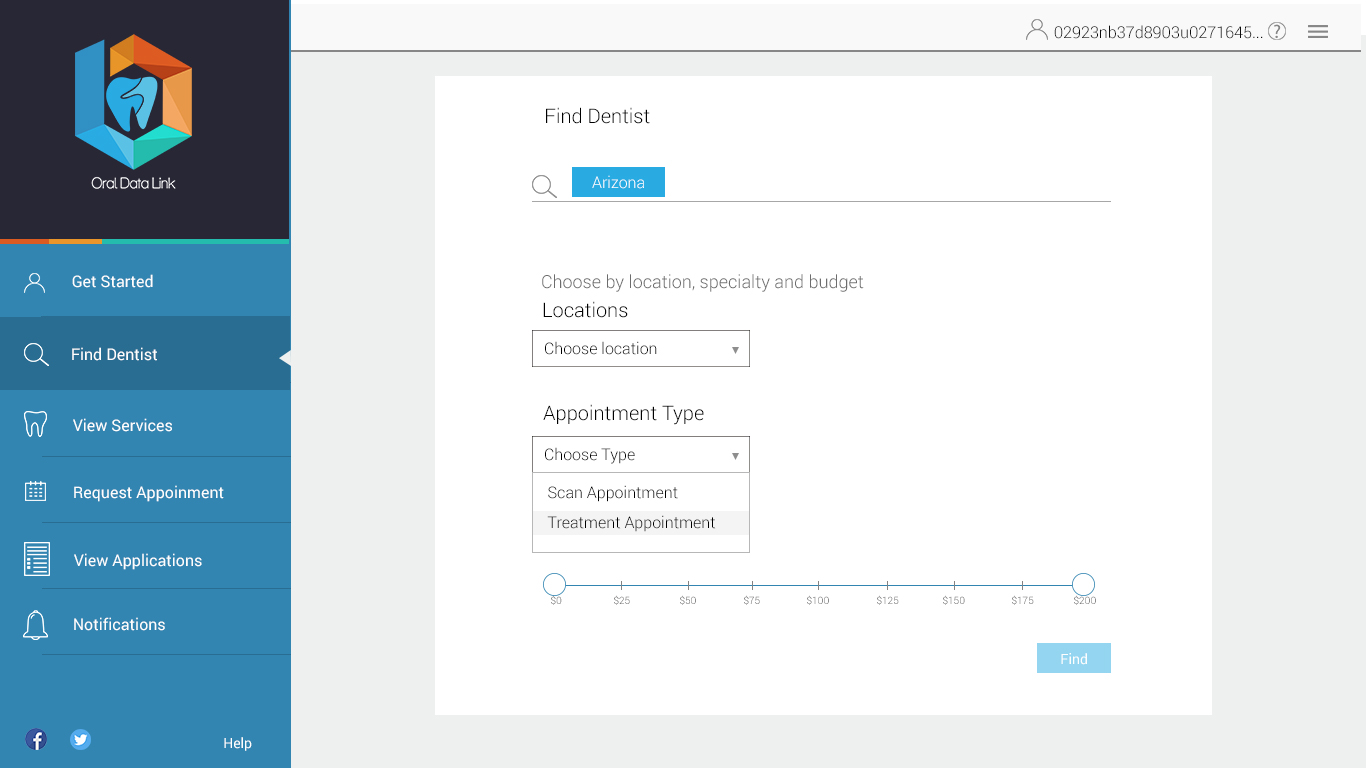 Oral Data Link
Get Started
Find Dentist
View Services
Request Appoinment
View Applications
Notifications
Help
02923nb37d8903u0271645...
?
Find Dentist
Arizona
Choose by location, specialty and budget
Locations
Choose location
Appointment Type
Choose Type
Scan Appointment
Treatment Appointment
$0 $25 $50 $75 $100 $125 $150 $175 $200
Find